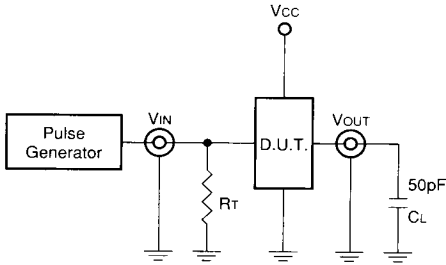 VCC
VIN
VOUT
Pulse
Generator
D.U.T.
RT
50pF
CL